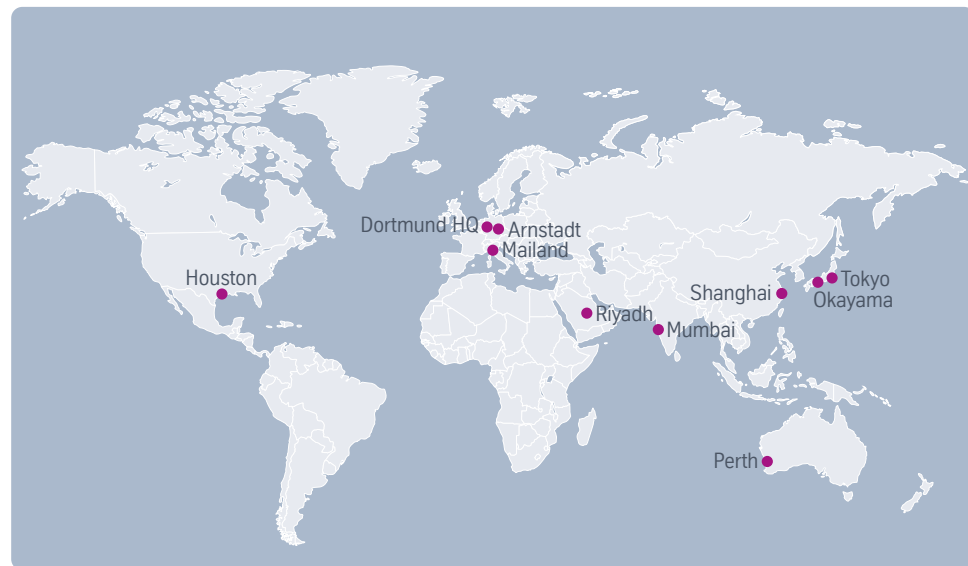 Dortmund HQ
Arnstadt
Mailand
Houston
Shanghai
Tokyo
Okayama
Riyadh
Mumbai
Perth